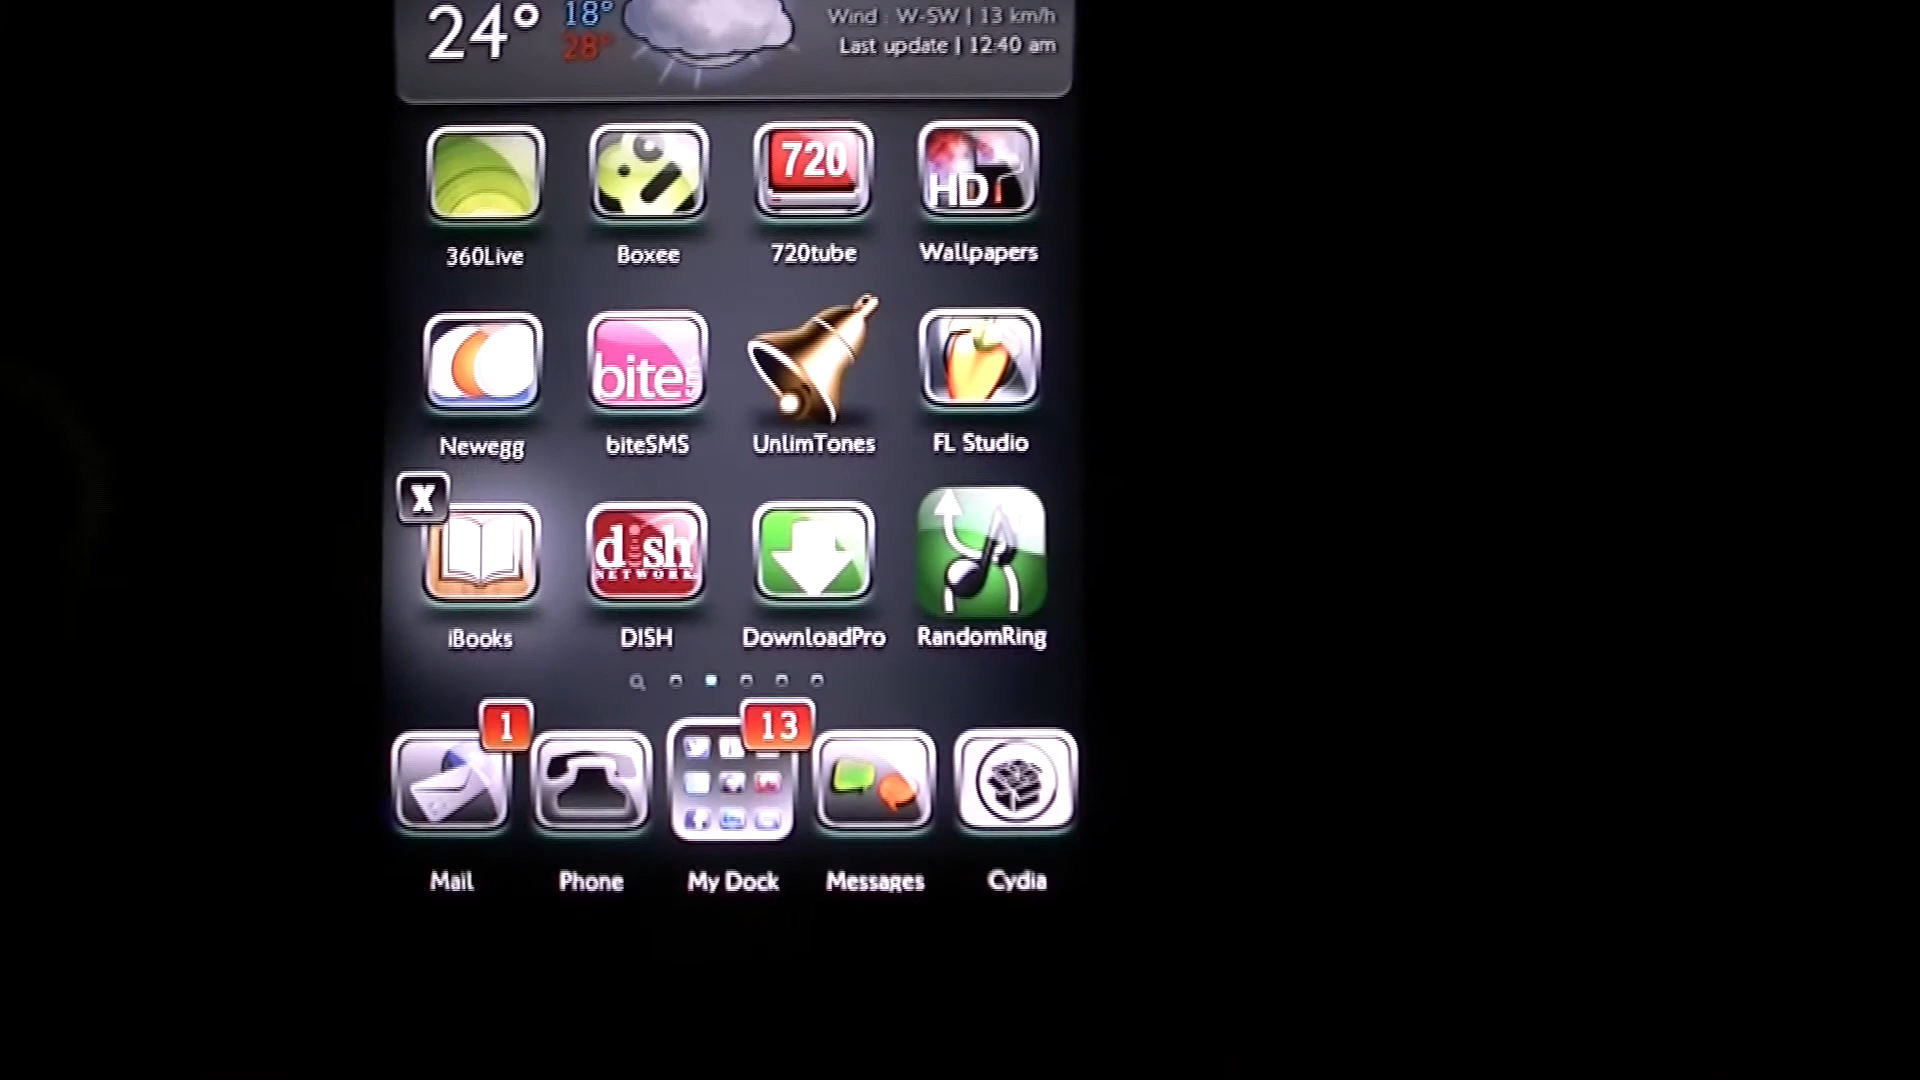 24° 18° Wind : W-SW | 13 km/h
28° Last update | 12:40 am
720 HD
360Live Boxee 720tube Wallpapers
bite sms
Newegg biteSMS UnlimTones FL Studio
X
dish
NETWORK
iBooks DISH DownloadPro RandomRing
1 13
Mail Phone My Dock Messages Cydia